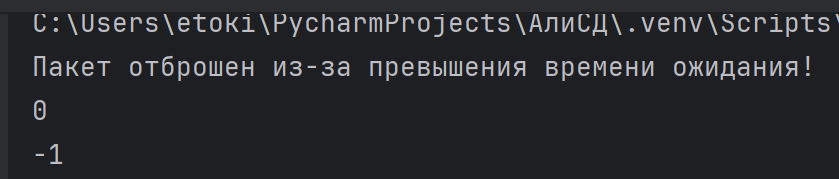 C:\Users\etoki\PycharmProjects\АлиСД\.venv\Scripts\
Пакет отброшен из-за превышения времени ожидания!
0
-1